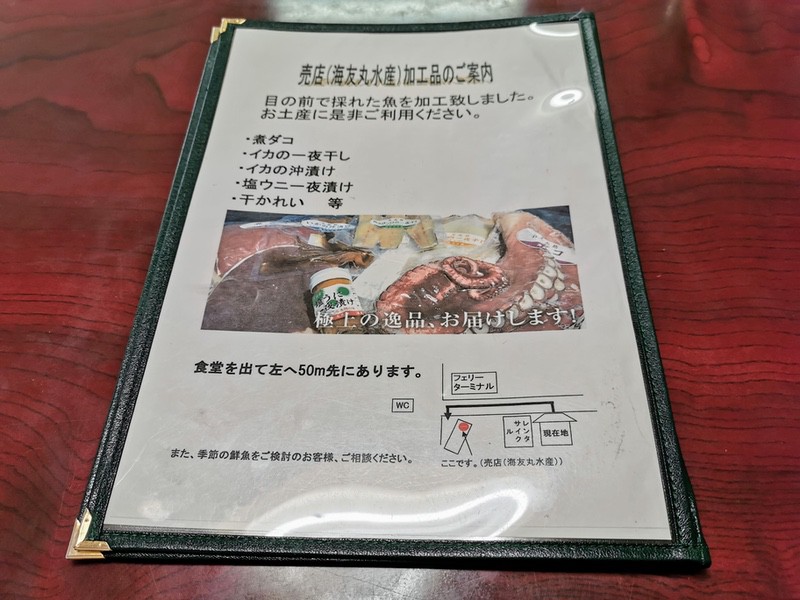 売店(海友丸水産)加工品のご案内
目の前で採れた魚を加工致しました。
お土産に是非ご利用ください。
・煮ダコ
・イカの一夜干し
・イカの沖漬け
・塩ウニ一夜漬け
・干かれい 等
極上の逸品、お届けします!
食堂を出て左へ50m先にあります。
フェリー
ターミナル
WC
サイク
レンタ
ル
現在地
また、季節の鮮魚をご検討のお客様、ご相談ください。
ここです。(売店(海友丸水産))